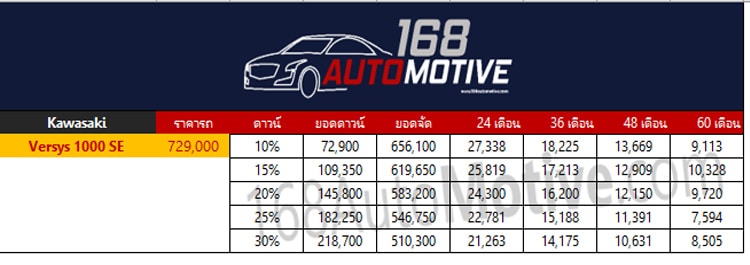 168
AUTOMOTIVE
www.168automotive.com
Kawasaki ราคารถ ดาวน์ ยอดดาวน์ ยอดจัด 24 เดือน 36 เดือน 48 เดือน 60 เดือน
Versys 1000 SE 729,000 10% 72,900 656,100 27,338 18,225 13,669 9,113
15% 109,350 619,650 25,819 17,213 12,909 10,328
20% 145,800 583,200 24,300 16,200 12,150 9,720
25% 182,250 546,750 22,781 15,188 11,391 7,594
30% 218,700 510,300 21,263 14,175 10,631 8,505
168AutoMotive.com